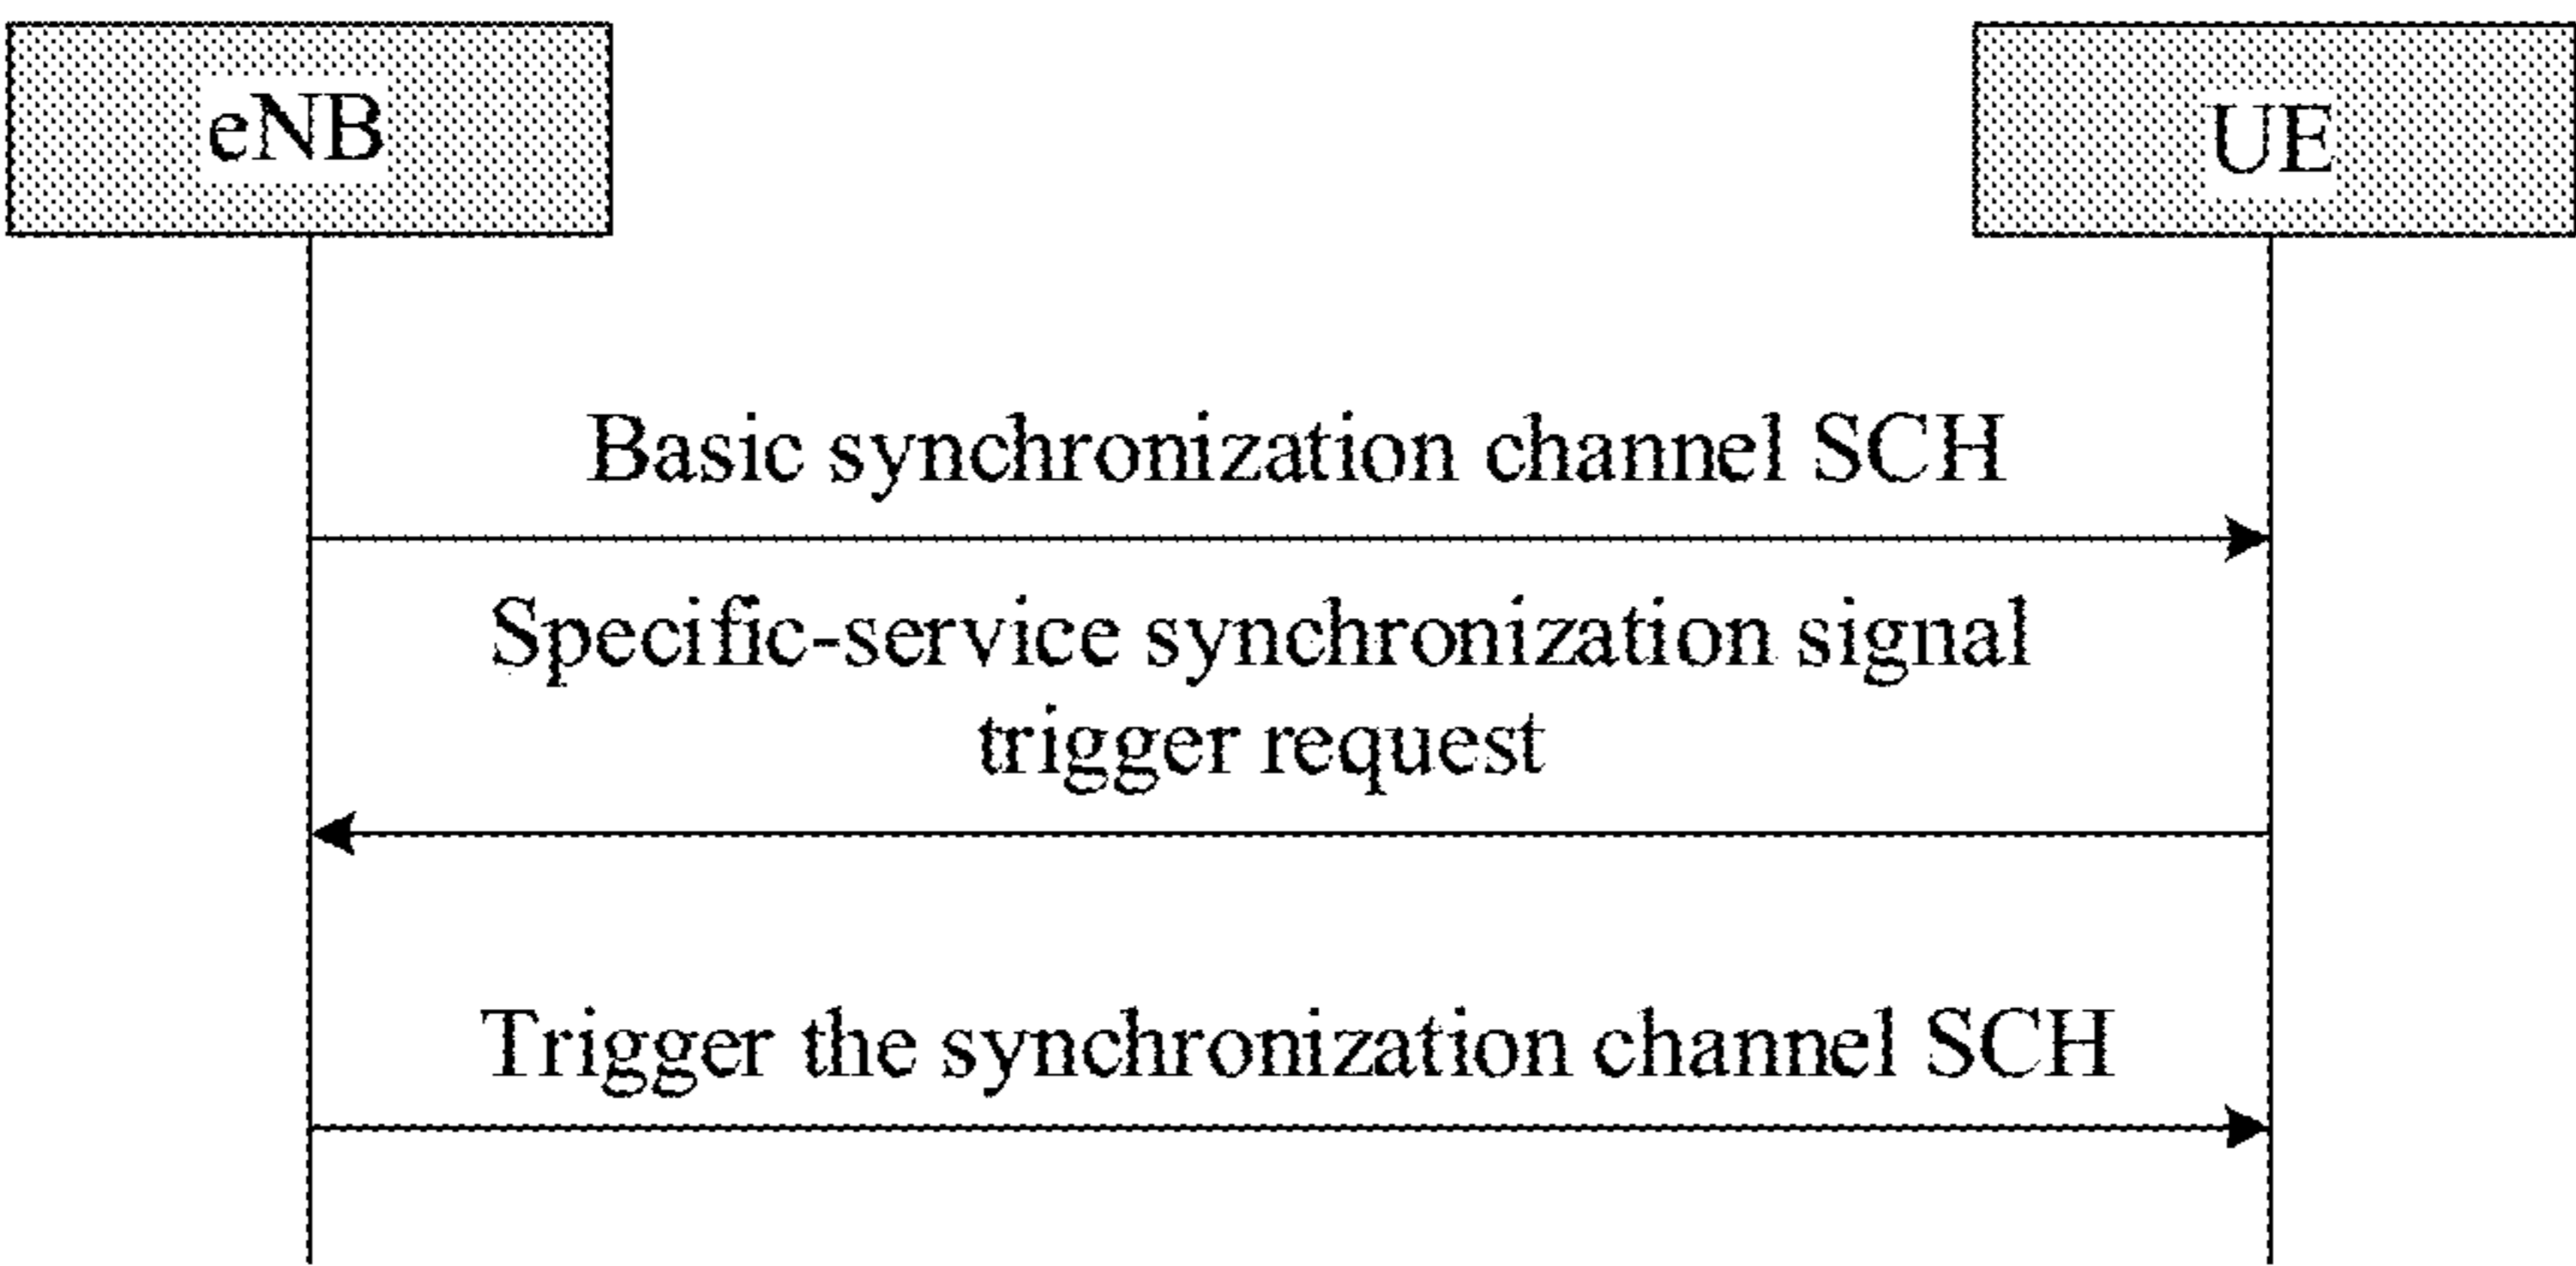 eNB
UE
Basic synchronization channel SCH
Specific-service synchronization signal
trigger request
Trigger the synchronization channel SCH